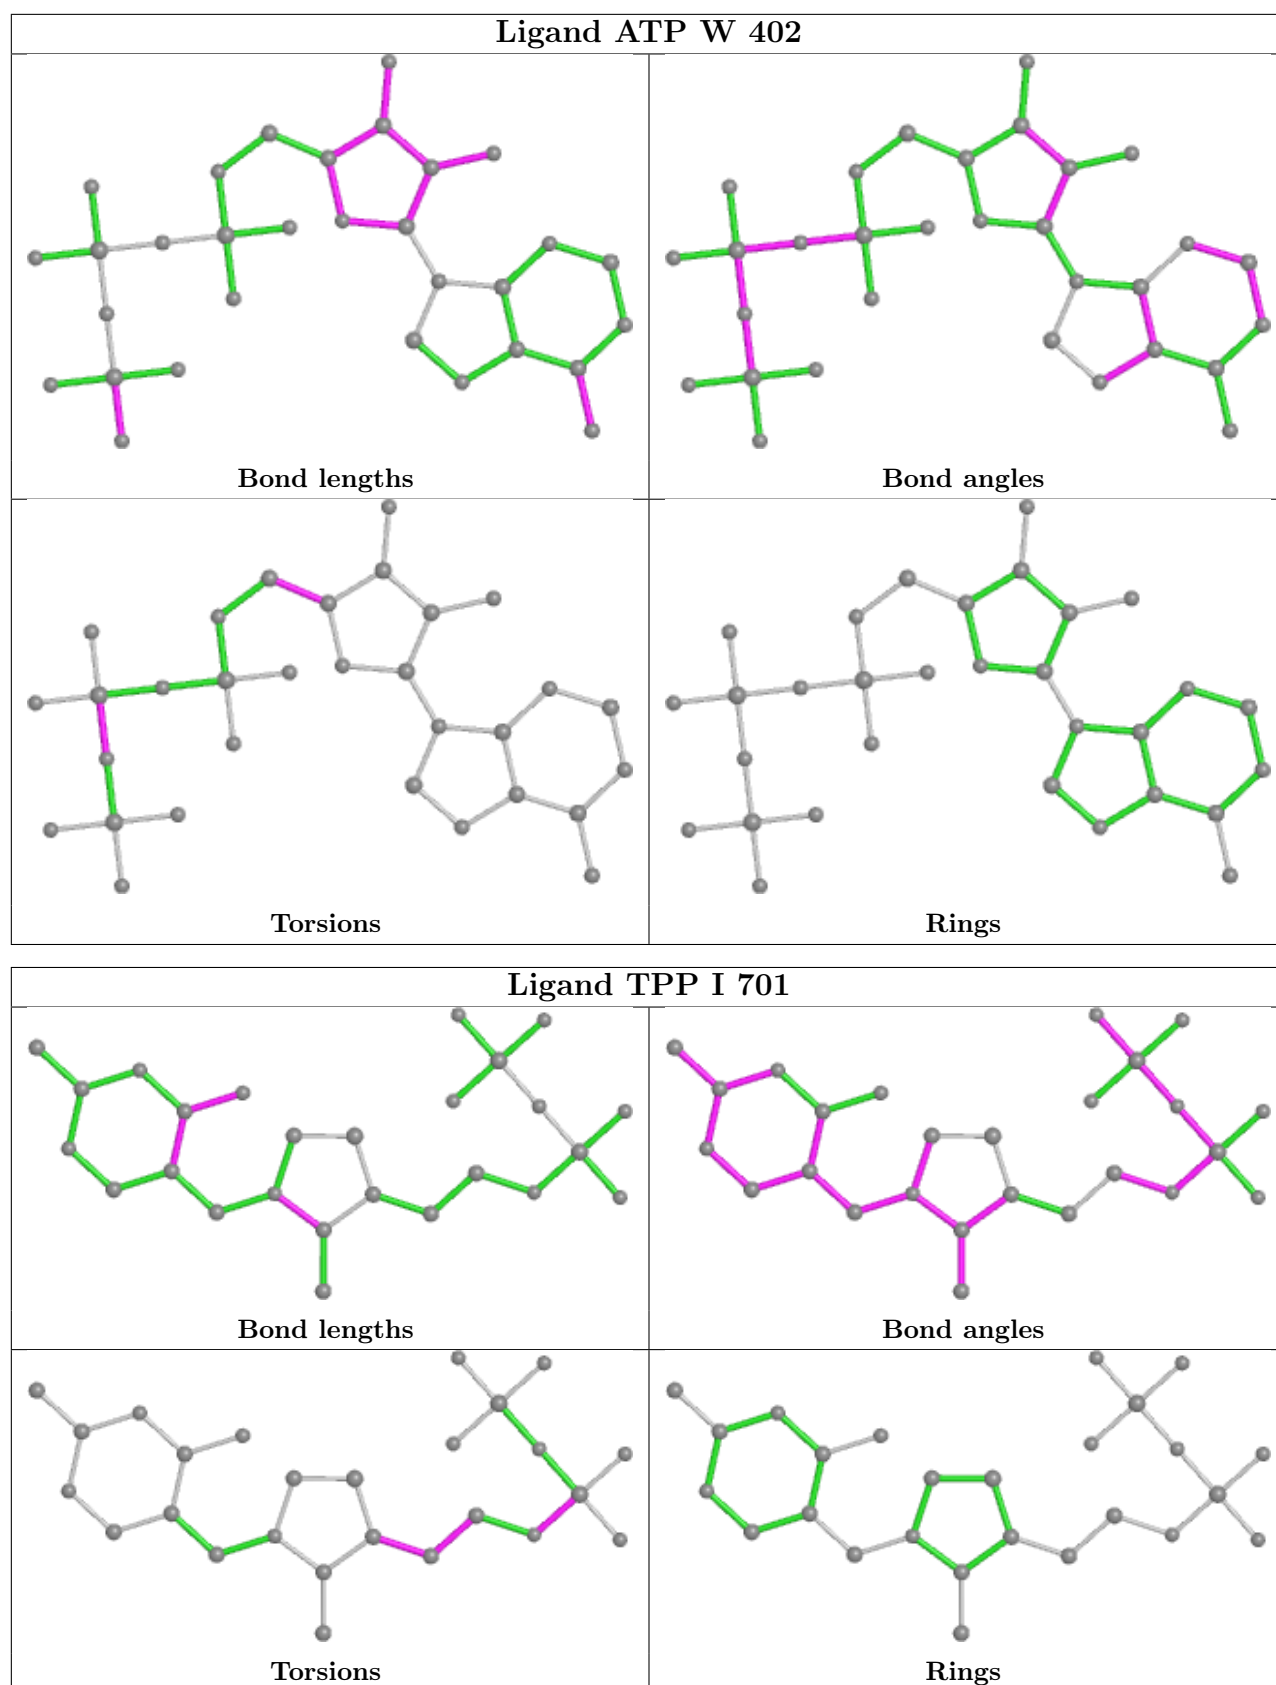 Ligand ATP W 402
Bond lengths
Bond angles
Torsions
Rings
Ligand TPP I 701
Bond lengths
Bond angles
Torsions
Rings